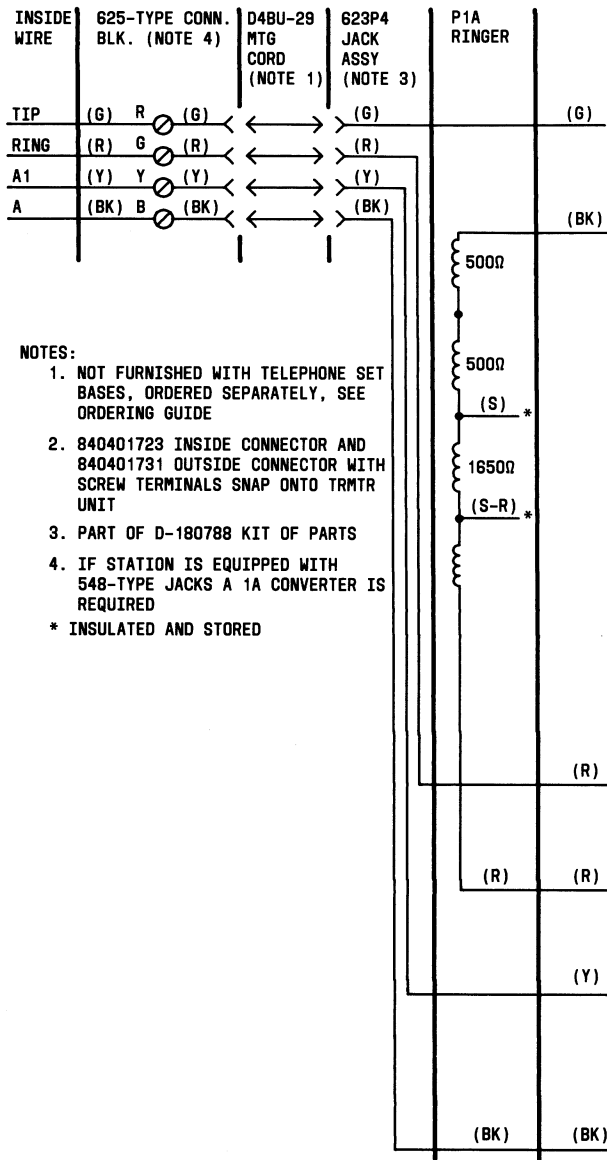 INSIDE WIRE
625-TYPE CONN. BLK. (NOTE 4)
D4BU-29 MTG CORD (NOTE 1)
623P4 JACK ASSY (NOTE 3)
P1A RINGER
TIP (G) R (G) (G) (G)
RING (R) G (R) (R)
A1 (Y) Y (Y) (Y)
A (BK) B (BK) (BK)
(BK)
500Ω
500Ω
(S) *
1650Ω
(S-R) *
NOTES:
1. NOT FURNISHED WITH TELEPHONE SET
BASES, ORDERED SEPARATELY, SEE
ORDERING GUIDE
2. 840401723 INSIDE CONNECTOR AND
840401731 OUTSIDE CONNECTOR WITH
SCREW TERMINALS SNAP ONTO TRMTR
UNIT
3. PART OF D-180788 KIT OF PARTS
4. IF STATION IS EQUIPPED WITH
548-TYPE JACKS A 1A CONVERTER IS
REQUIRED
* INSULATED AND STORED
(R)
(R) (R)
(Y)
(BK) (BK)